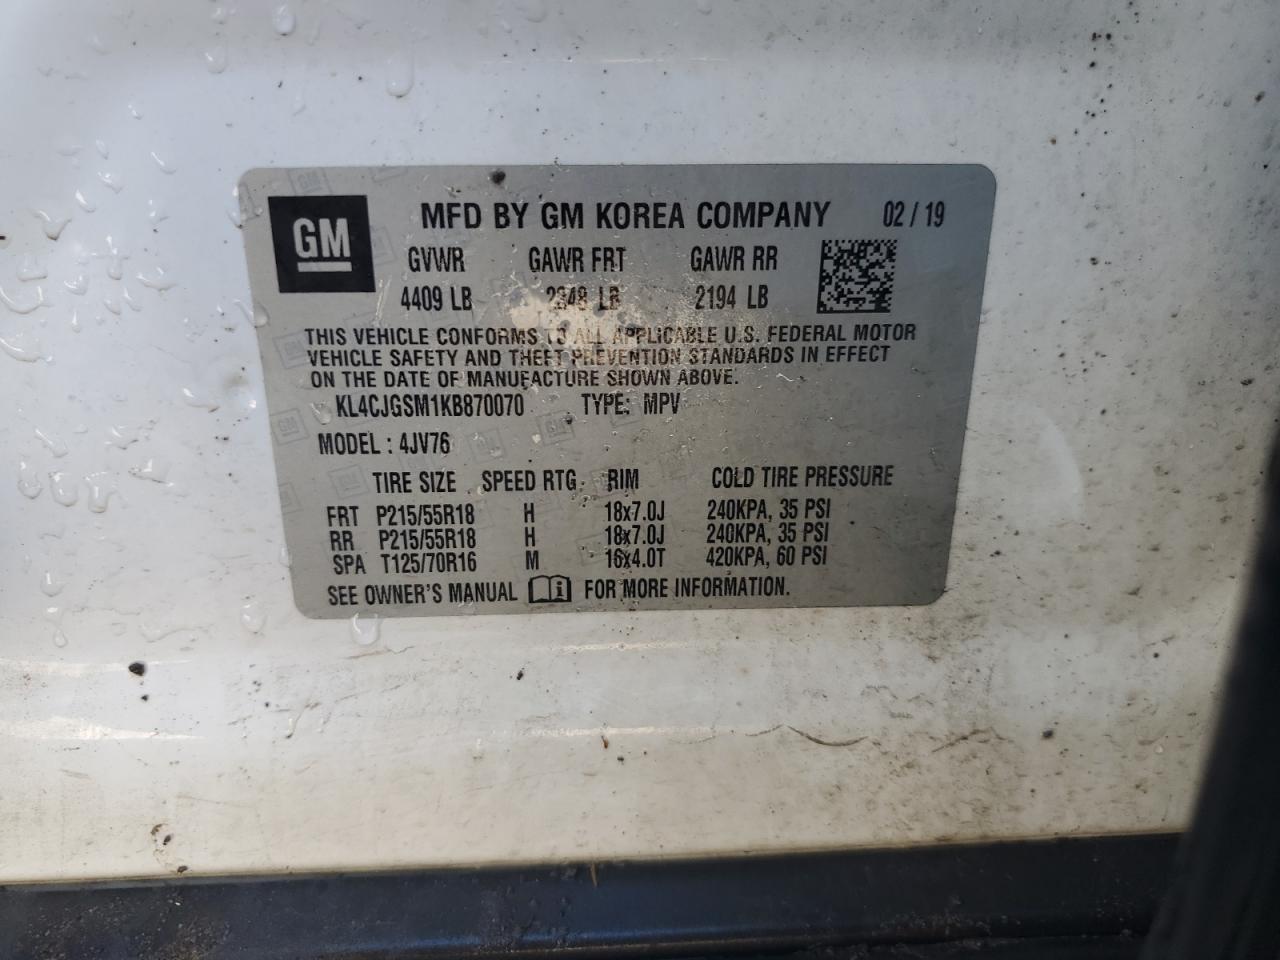 GM MFD BY GM KOREA COMPANY 02 / 19
GVWR GAWR FRT GAWR RR
4409 LB 2348 LB 2194 LB
THIS VEHICLE CONFORMS TO ALL APPLICABLE U.S. FEDERAL MOTOR
VEHICLE SAFETY AND THEFT PREVENTION STANDARDS IN EFFECT
ON THE DATE OF MANUFACTURE SHOWN ABOVE.
KL4CJGSM1KB870070 TYPE: MPV
MODEL : 4JV76
TIRE SIZE SPEED RTG RIM COLD TIRE PRESSURE
FRT P215/55R18 H 18x7.0J 240KPA, 35 PSI
RR P215/55R18 H 18x7.0J 240KPA, 35 PSI
SPA T125/70R16 M 16x4.0T 420KPA, 60 PSI
SEE OWNER'S MANUAL i FOR MORE INFORMATION.